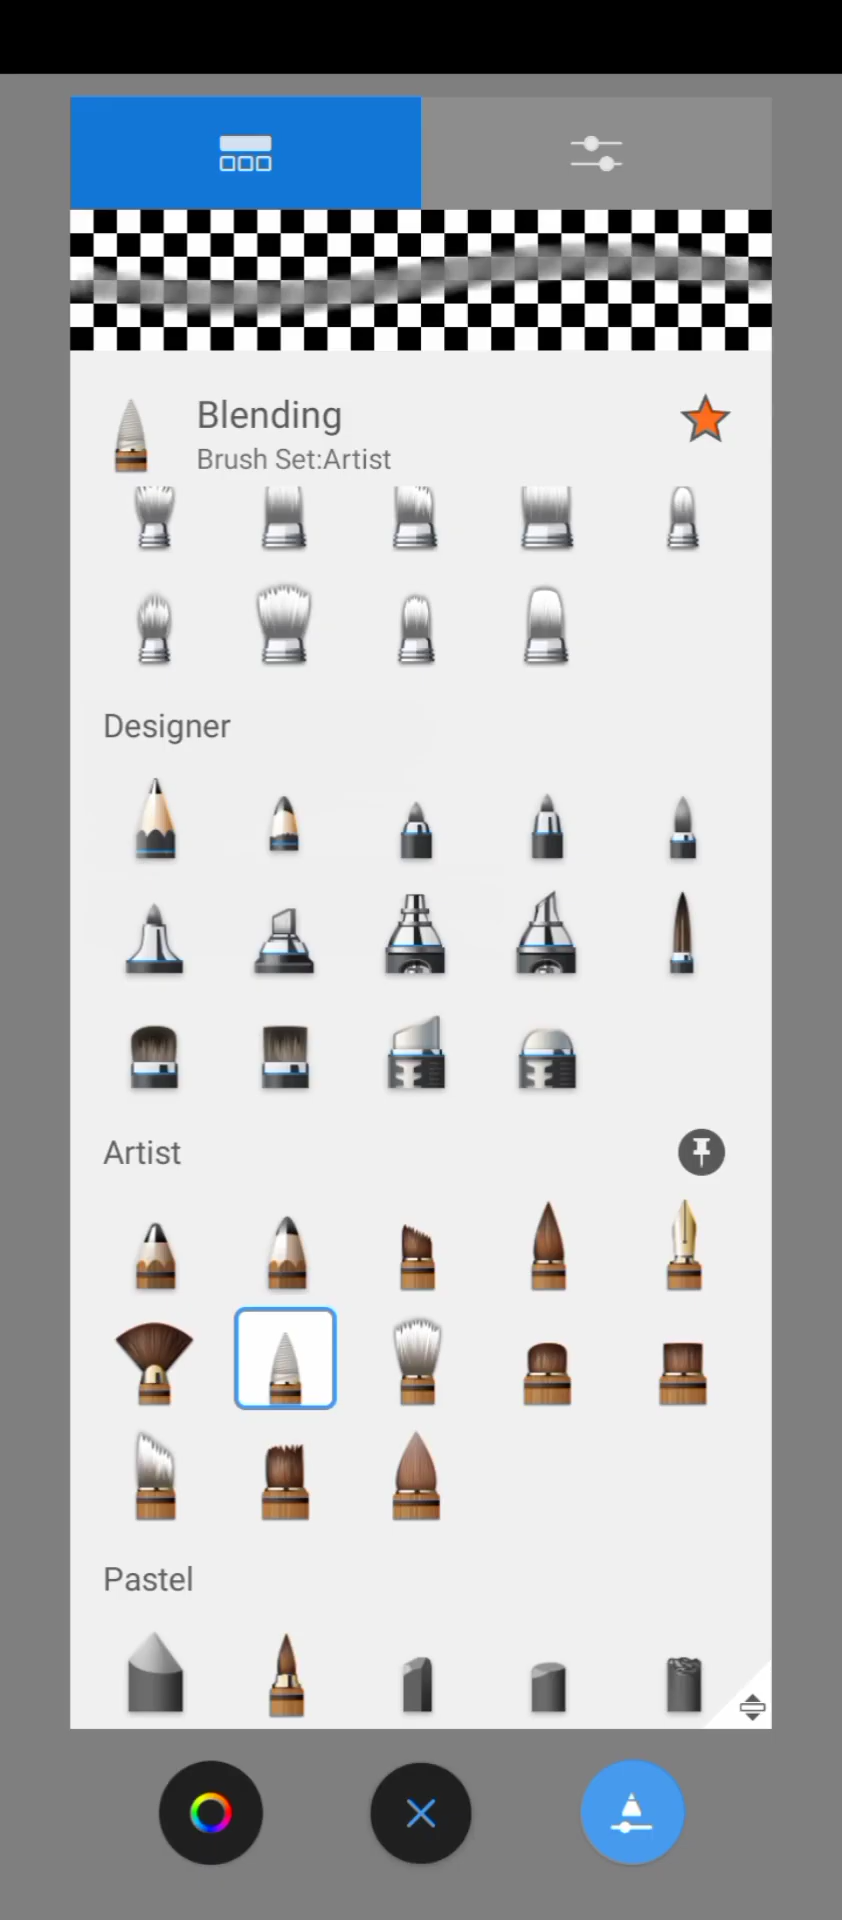 Blending
Brush Set:Artist
Designer
Artist
Pastel